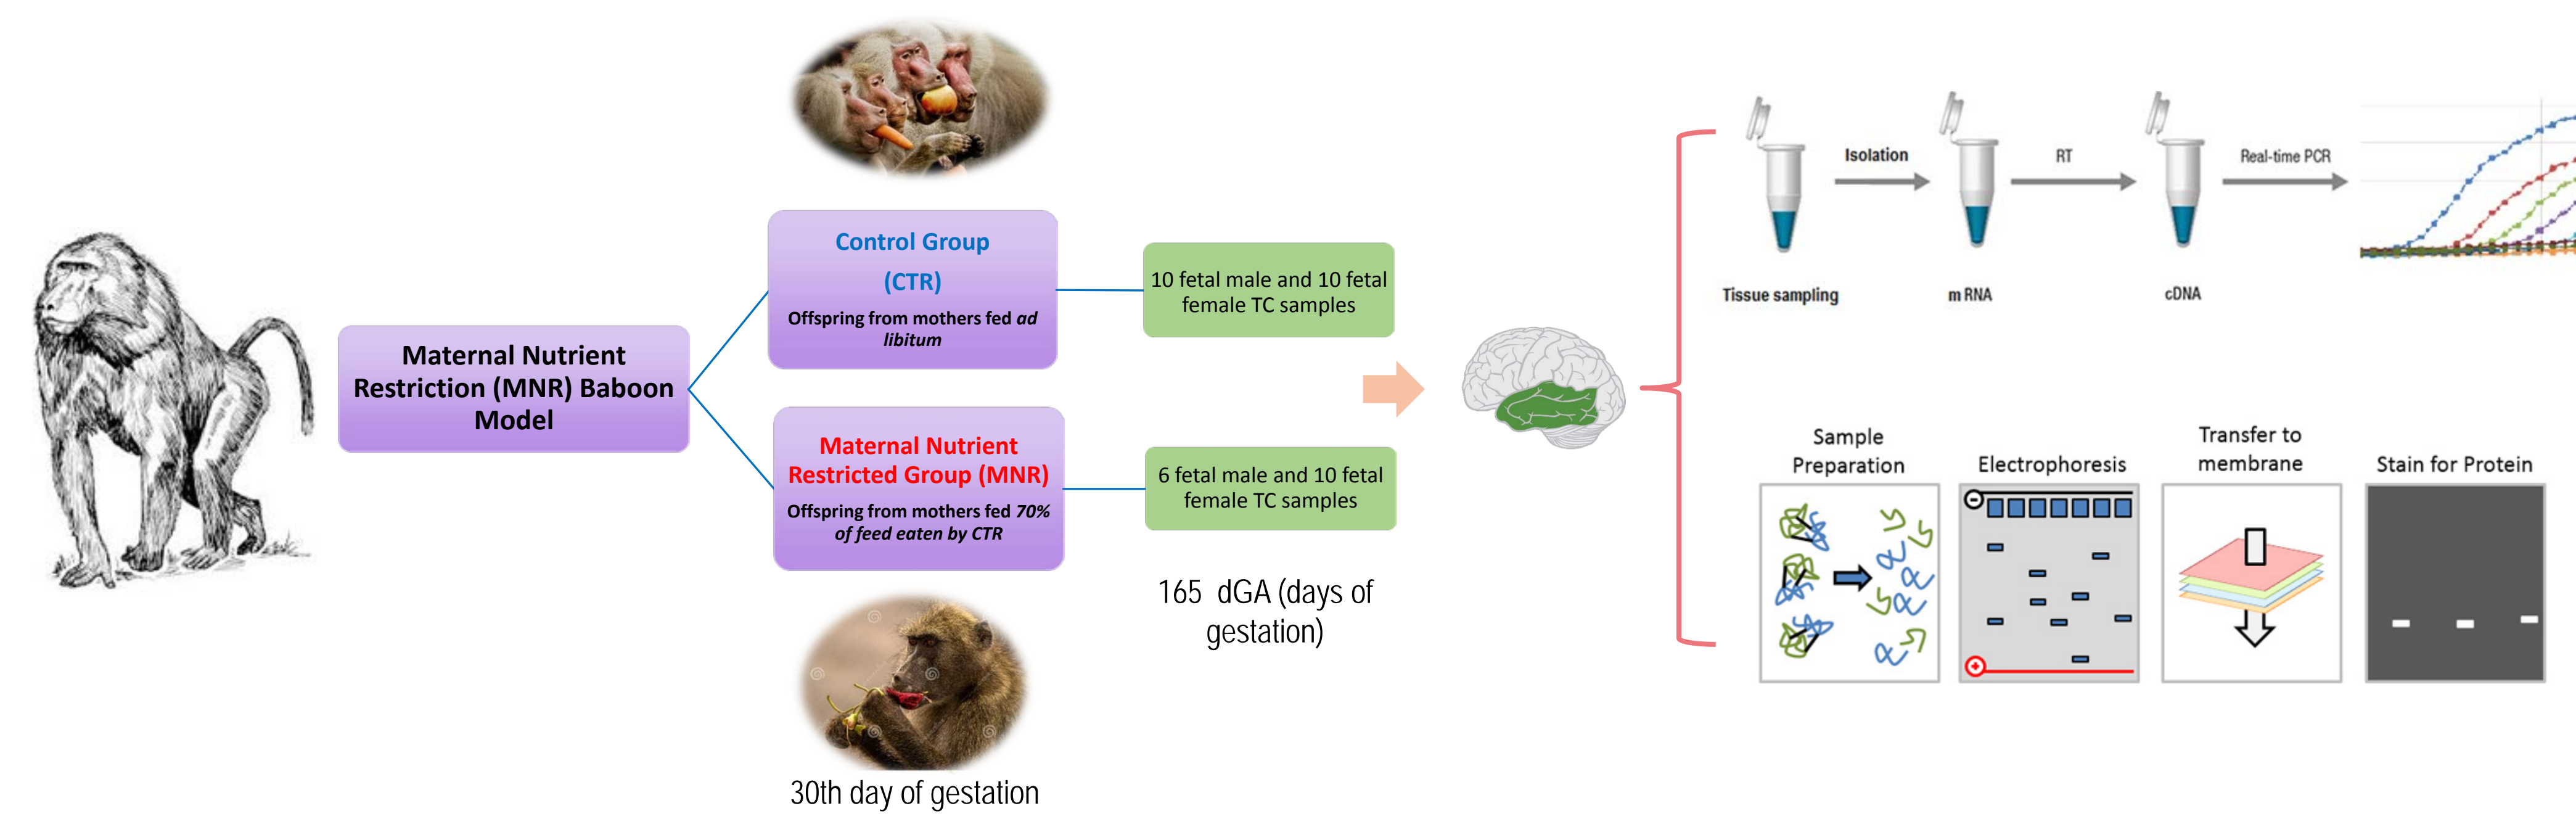 Maternal Nutrient
Restriction (MNR) Baboon
Model
Control Group
(CTR)
Offspring from mothers fed ad
libitum
Maternal Nutrient
Restricted Group (MNR)
Offspring from mothers fed 70%
of feed eaten by CTR
30th day of gestation
10 fetal male and 10 fetal
female TC samples
6 fetal male and 10 fetal
female TC samples
165 dGA (days of
gestation)
Isolation
RT
Real-time PCR
Tissue sampling
m RNA
cDNA
Sample
Preparation
Electrophoresis
Transfer to
membrane
Stain for Protein